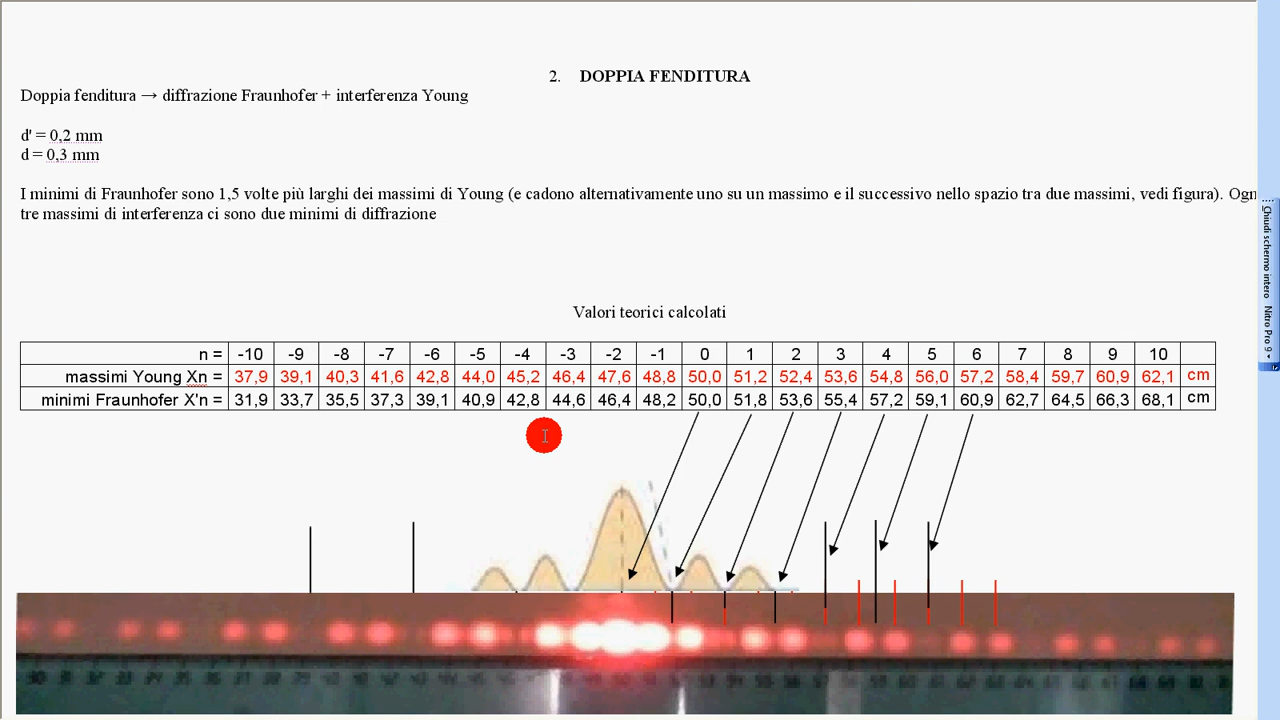 2. DOPPIA FENDITURA
Doppia fenditura → diffrazione Fraunhofer + interferenza Young
d' = 0,2 mm
d = 0,3 mm
I minimi di Fraunhofer sono 1,5 volte più larghi dei massimi di Young (e cadono alternativamente uno su un massimo e il successivo nello spazio tra due massimi, vedi figura). Ogn
tre massimi di interferenza ci sono due minimi di diffrazione
Valori teorici calcolati
n = -10 -9 -8 -7 -6 -5 -4 -3 -2 -1 0 1 2 3 4 5 6 7 8 9 10
massimi Young Xn = 37,9 39,1 40,3 41,6 42,8 44,0 45,2 46,4 47,6 48,8 50,0 51,2 52,4 53,6 54,8 56,0 57,2 58,4 59,7 60,9 62,1 cm
minimi Fraunhofer X'n = 31,9 33,7 35,5 37,3 39,1 40,9 42,8 44,6 46,4 48,2 50,0 51,8 53,6 55,4 57,2 59,1 60,9 62,7 64,5 66,3 68,1 cm
Chiudi schermo intero Nitro Pro 9